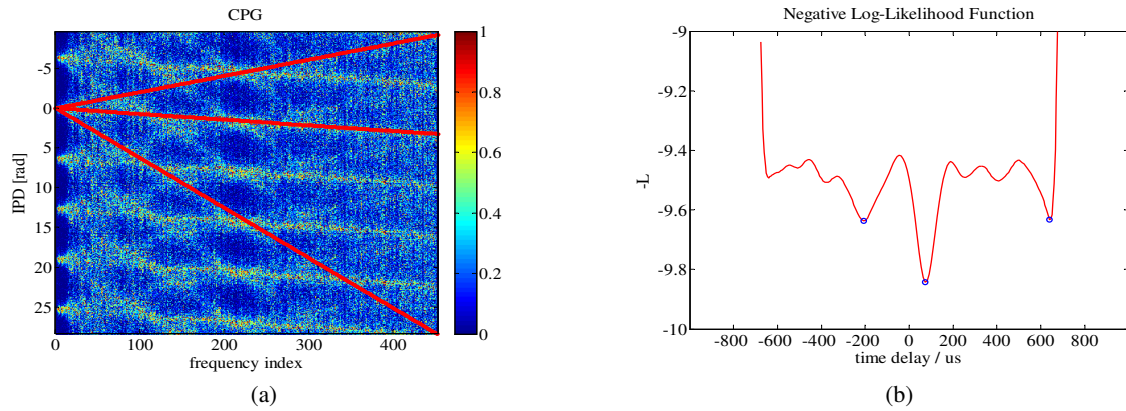 CPG
-5
0
5
10
15
20
25
IPD [rad]
0 100 200 300 400
frequency index
1
0.8
0.6
0.4
0.2
0
(a)
Negative Log-Likelihood Function
-9
-9.2
-9.4
-9.6
-9.8
-10
-L
-800 -600 -400 -200 0 200 400 600 800
time delay / us
(b)